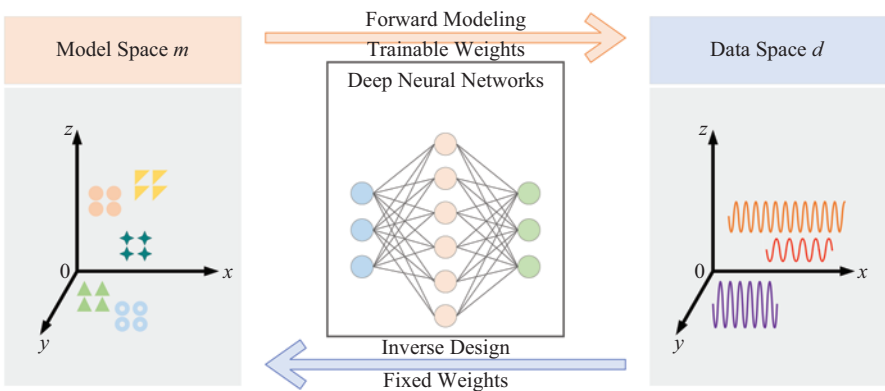 Model Space m
Forward Modeling
Trainable Weights
Data Space d
Deep Neural Networks
z
0
x
y
z
0
x
y
Inverse Design
Fixed Weights